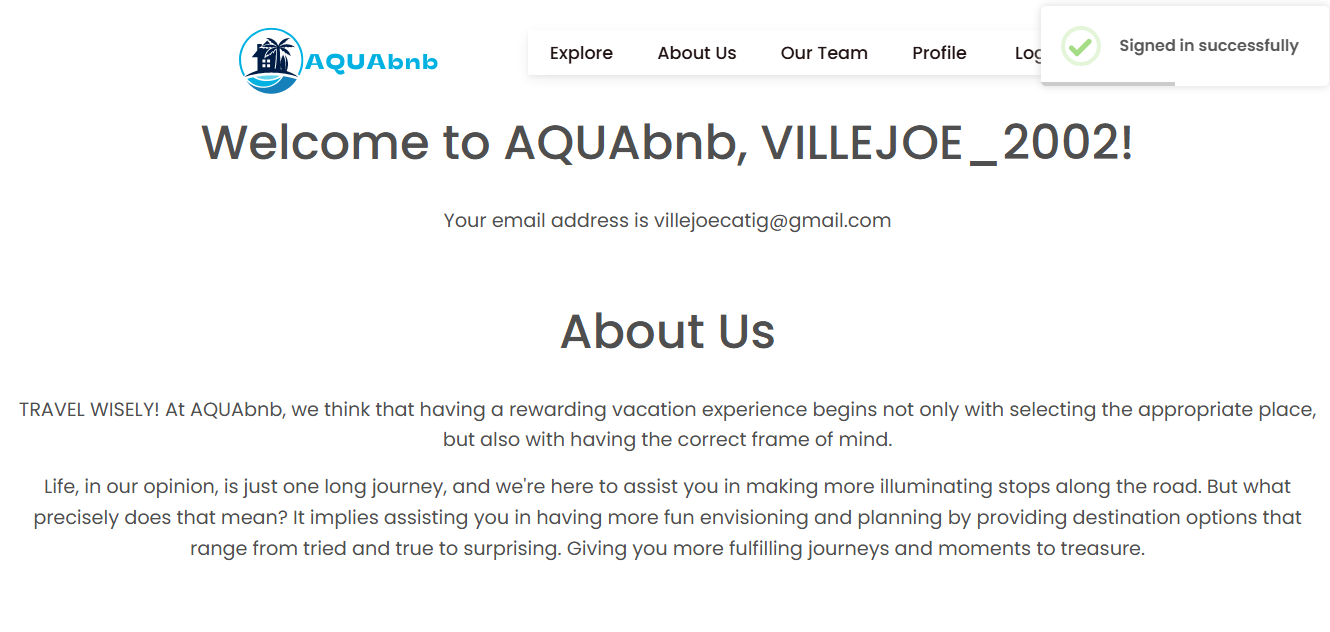 AQUAbnb
Explore About Us Our Team Profile Log
Signed in successfully
Welcome to AQUAbnb, VILLEJOE_2002!
Your email address is villejoecatig@gmail.com
About Us
TRAVEL WISELY! At AQUAbnb, we think that having a rewarding vacation experience begins not only with selecting the appropriate place,
but also with having the correct frame of mind.
Life, in our opinion, is just one long journey, and we're here to assist you in making more illuminating stops along the road. But what
precisely does that mean? It implies assisting you in having more fun envisioning and planning by providing destination options that
range from tried and true to surprising. Giving you more fulfilling journeys and moments to treasure.